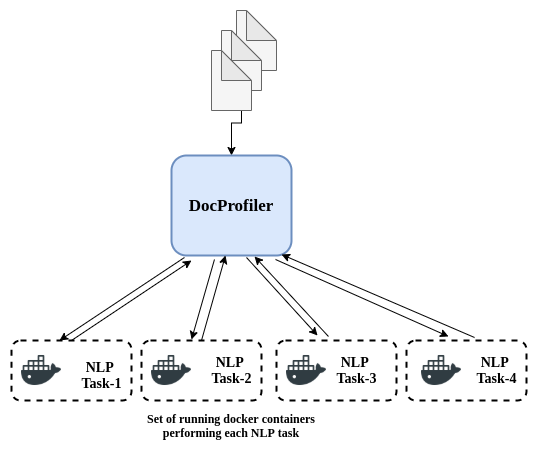 DocProfiler
NLP
Task-1
NLP
Task-2
NLP
Task-3
NLP
Task-4
Set of running docker containers
performing each NLP task